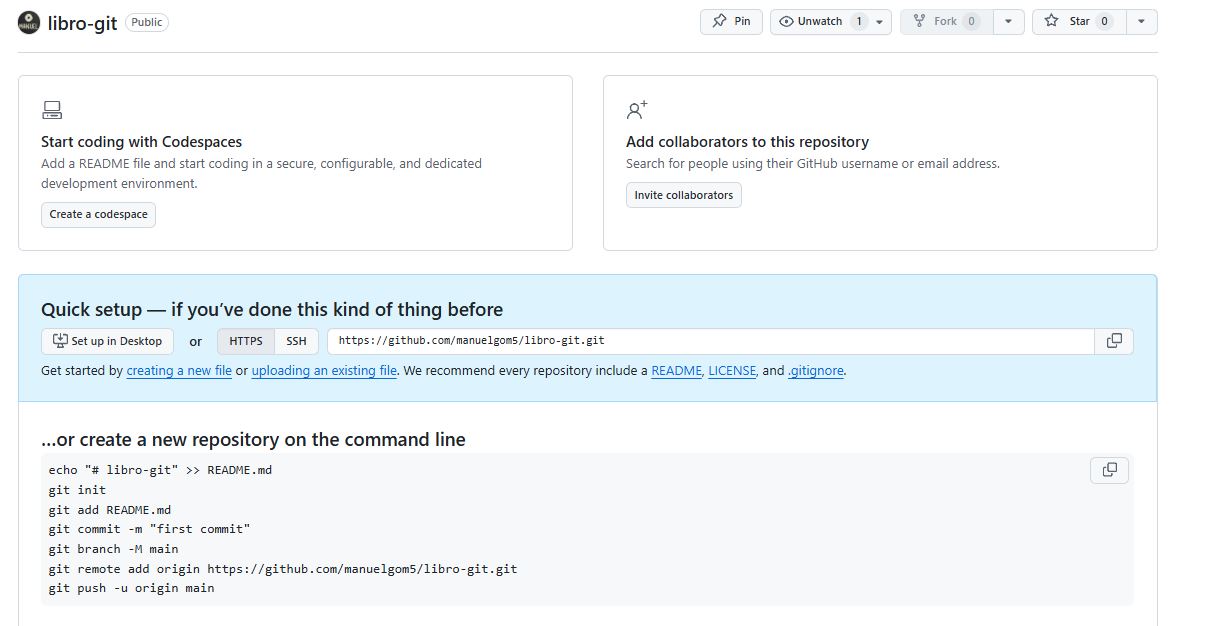 MANUEL
libro-git Public
Pin Unwatch 1 Fork 0 Star 0
Start coding with Codespaces
Add a README file and start coding in a secure, configurable, and dedicated
development environment.
Create a codespace
Add collaborators to this repository
Search for people using their GitHub username or email address.
Invite collaborators
Quick setup — if you’ve done this kind of thing before
Set up in Desktop or HTTPS SSH https://github.com/manuelgom5/libro-git.git
Get started by creating a new file or uploading an existing file. We recommend every repository include a README, LICENSE, and .gitignore.
…or create a new repository on the command line
echo "# libro-git" >> README.md
git init
git add README.md
git commit -m "first commit"
git branch -M main
git remote add origin https://github.com/manuelgom5/libro-git.git
git push -u origin main